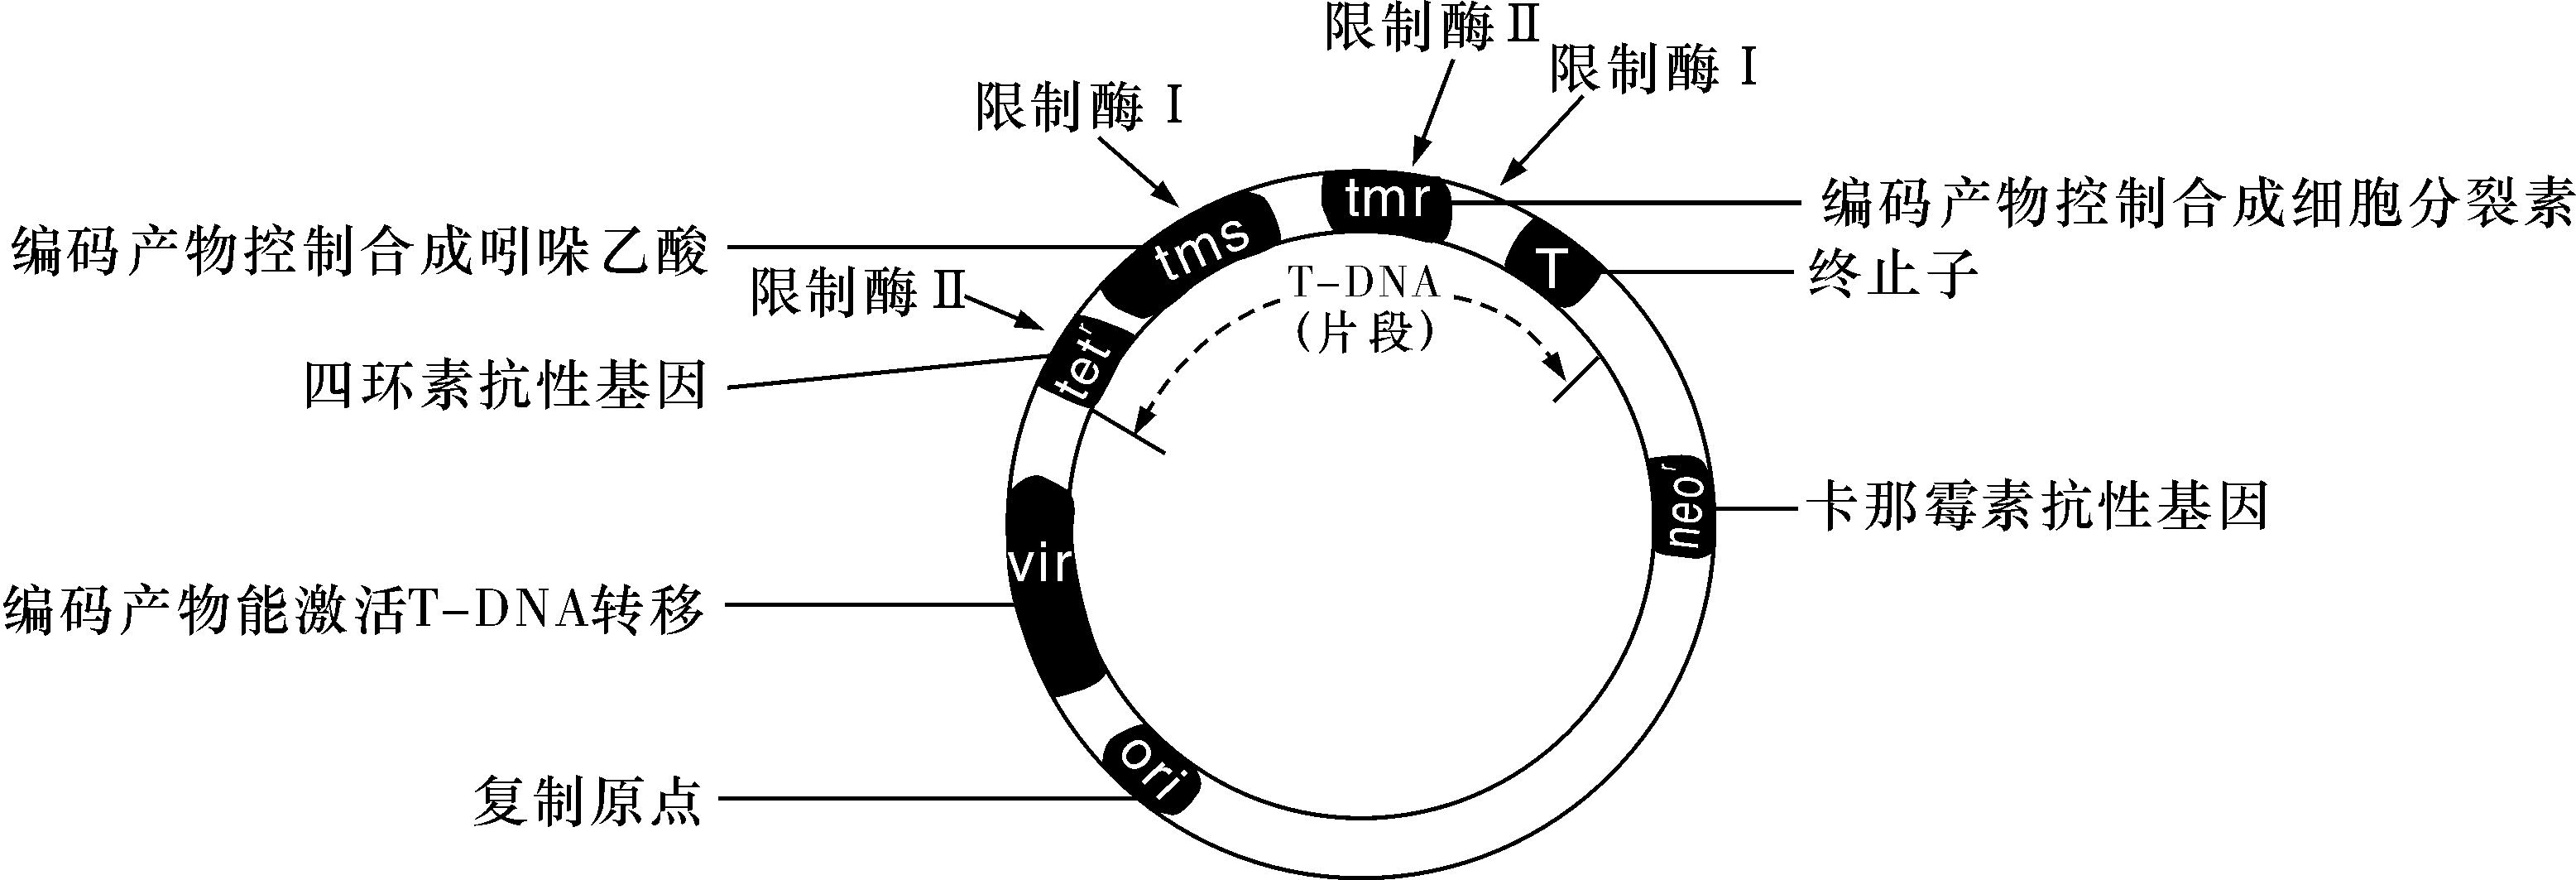 限制酶Ⅱ
限制酶Ⅰ
限制酶Ⅰ
tmr
编码产物控制合成细胞分裂素
编码产物控制合成吲哚乙酸
tms
T
终止子
限制酶Ⅱ
T-DNA
(片段)
tetʳ
四环素抗性基因
neoʳ
卡那霉素抗性基因
vir
编码产物能激活T-DNA转移
ori
复制原点